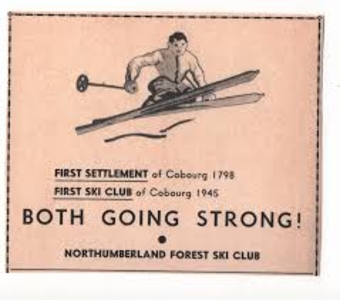 FIRST SETTLEMENT of Cobourg 1798
FIRST SKI CLUB of Cobourg 1945
BOTH GOING STRONG!
NORTHUMBERLAND FOREST SKI CLUB